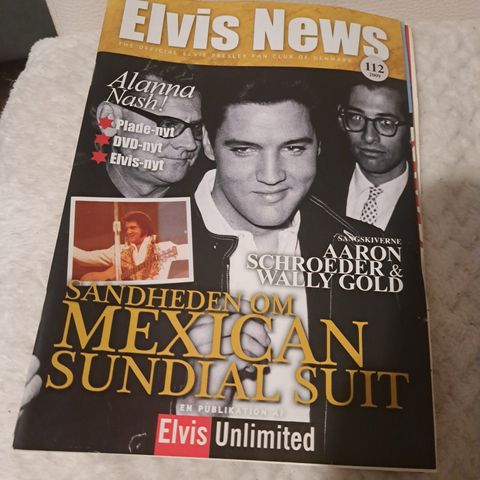 Elvis News
THE OFFICIAL ELVIS PRESLEY FAN CLUB OF DENMARK
112
2009
Alanna
Nash!
Plade-nyt
DVD-nyt
Elvis-nyt
SANGSKIVERNE
AARON
SCHROEDER &
WALLY GOLD
SANDHEDEN OM
MEXICAN
SUNDIAL SUIT
EN PUBLIKATION AF
Elvis Unlimited